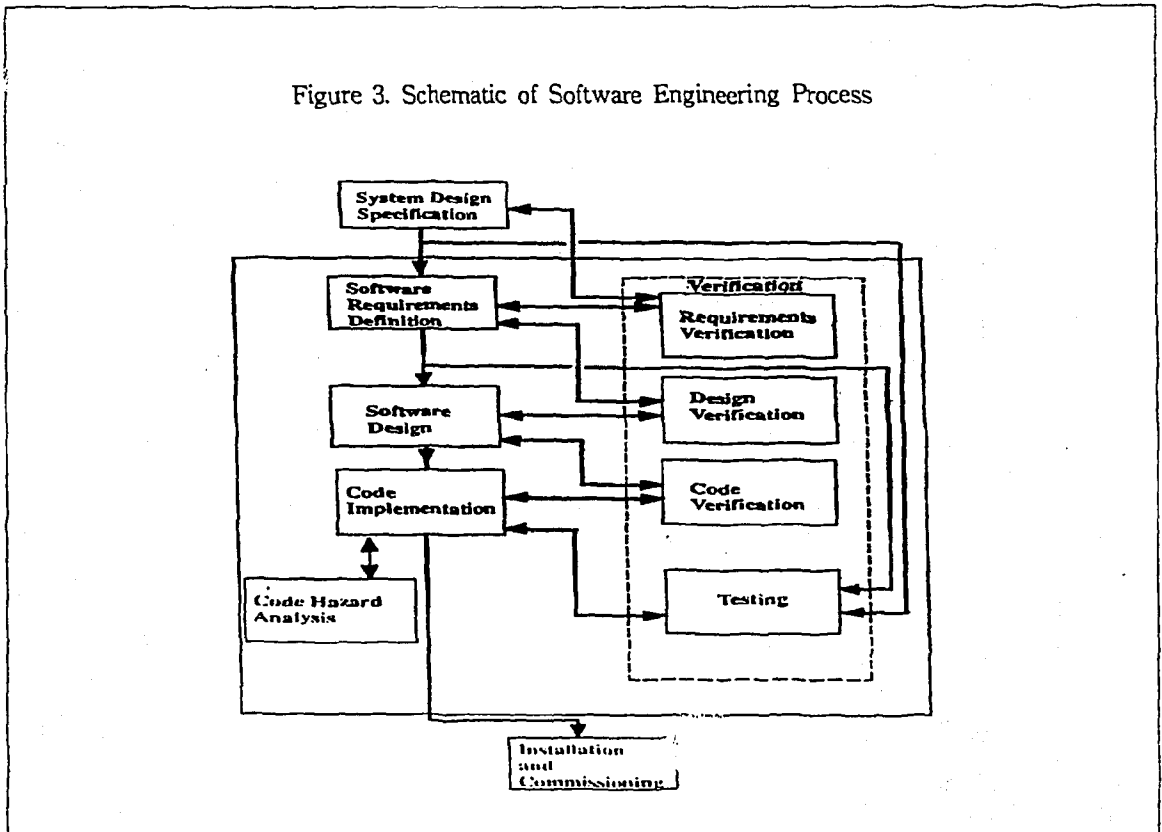 Figure 3. Schematic of Software Engineering Process
System Design
Specification
Software
Requirements
Definition
Verification
Requirements
Verification
Software
Design
Design
Verification
Code
Implementation
Code
Verification
Code Hazard
Analysis
Testing
Installation
and
Commissioning